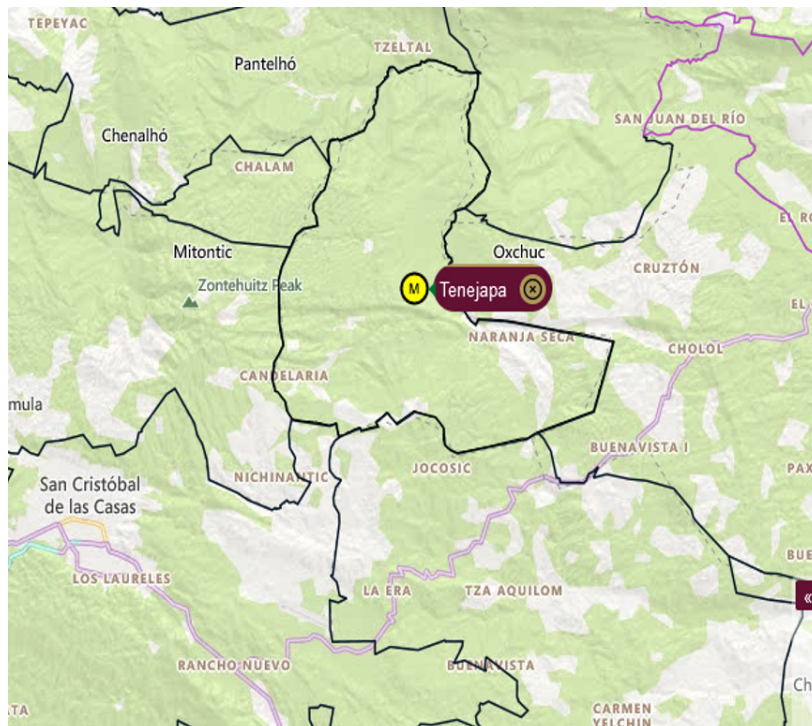 TEPEYAC
TZELTAL
Pantelhó
SAN JUAN DEL RÍO
Chenalhó
CHALAM
EL RO
Mitontic
Oxchuc
CRUZTÓN
Zontehuitz Peak
M
Tenejapa
EL
NARANJA SECA
CHOLOL
CANDELARIA
mula
BUENAVISTA I
JOCOSIC
PAX
NICHINANTIC
San Cristóbal
de las Casas
BUE
LOS LAURELES
LA ERA
TZA AQUILOM
«
RANCHO NUEVO
BUENAVISTA
Ch
ATA
CARMEN
YELCHIN